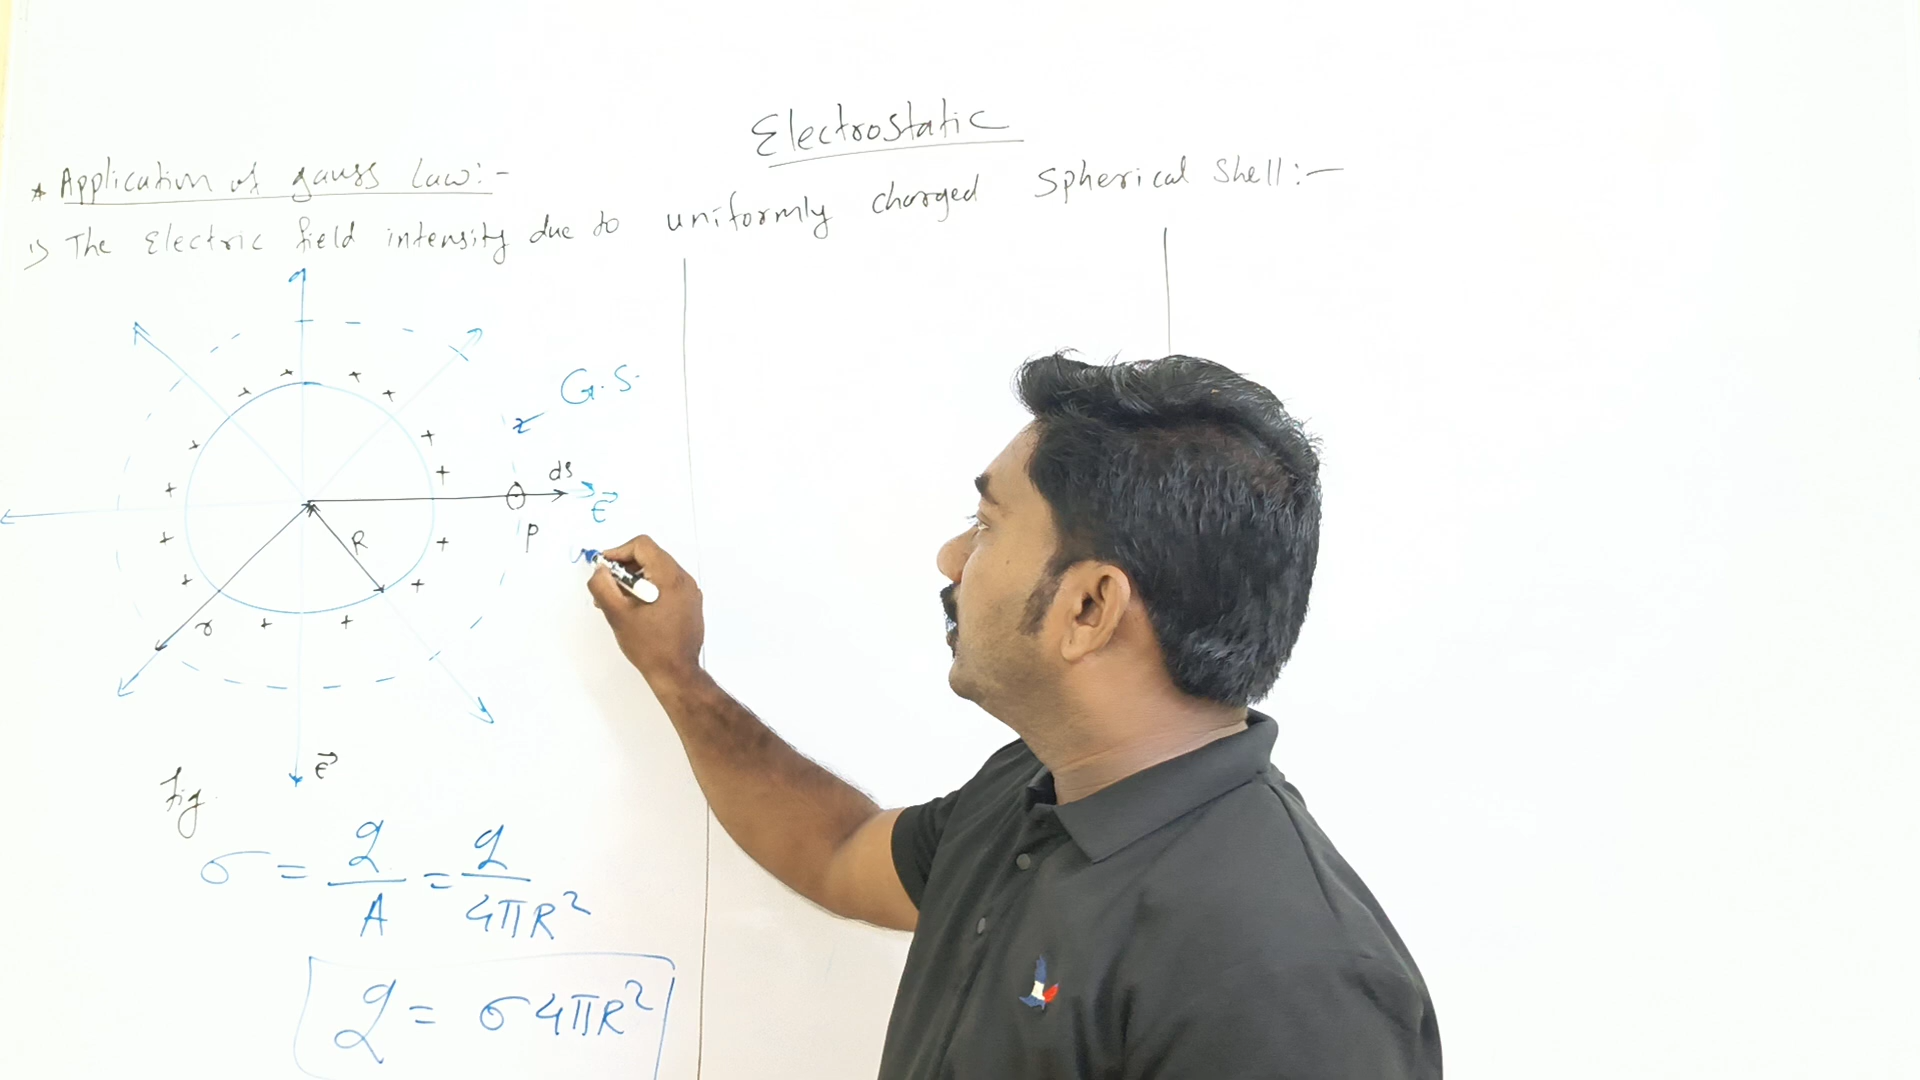 Electrostatic
* Application of gauss Law:-
1) The Electric field intensity due to uniformly charged Spherical Shell:-
G.S.
ds
E⃗
P
R
r
E⃗
fig.
σ = q/A = q/4πR²
q = σ4πR²